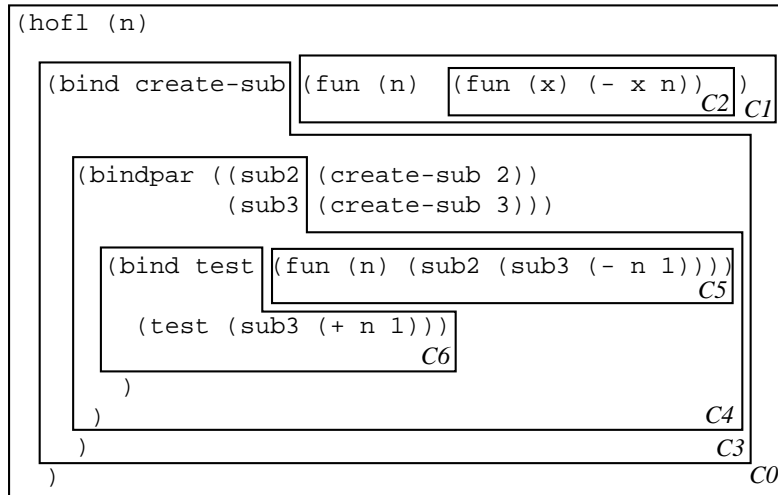 (hofl (n)
(bind create-sub (fun (n) (fun (x) (- x n)) )
C2 C1
(bindpar ((sub2 (create-sub 2))
(sub3 (create-sub 3)))
(bind test (fun (n) (sub2 (sub3 (- n 1))))
C5
(test (sub3 (+ n 1)))
C6
)
) C4
) C3
) C0